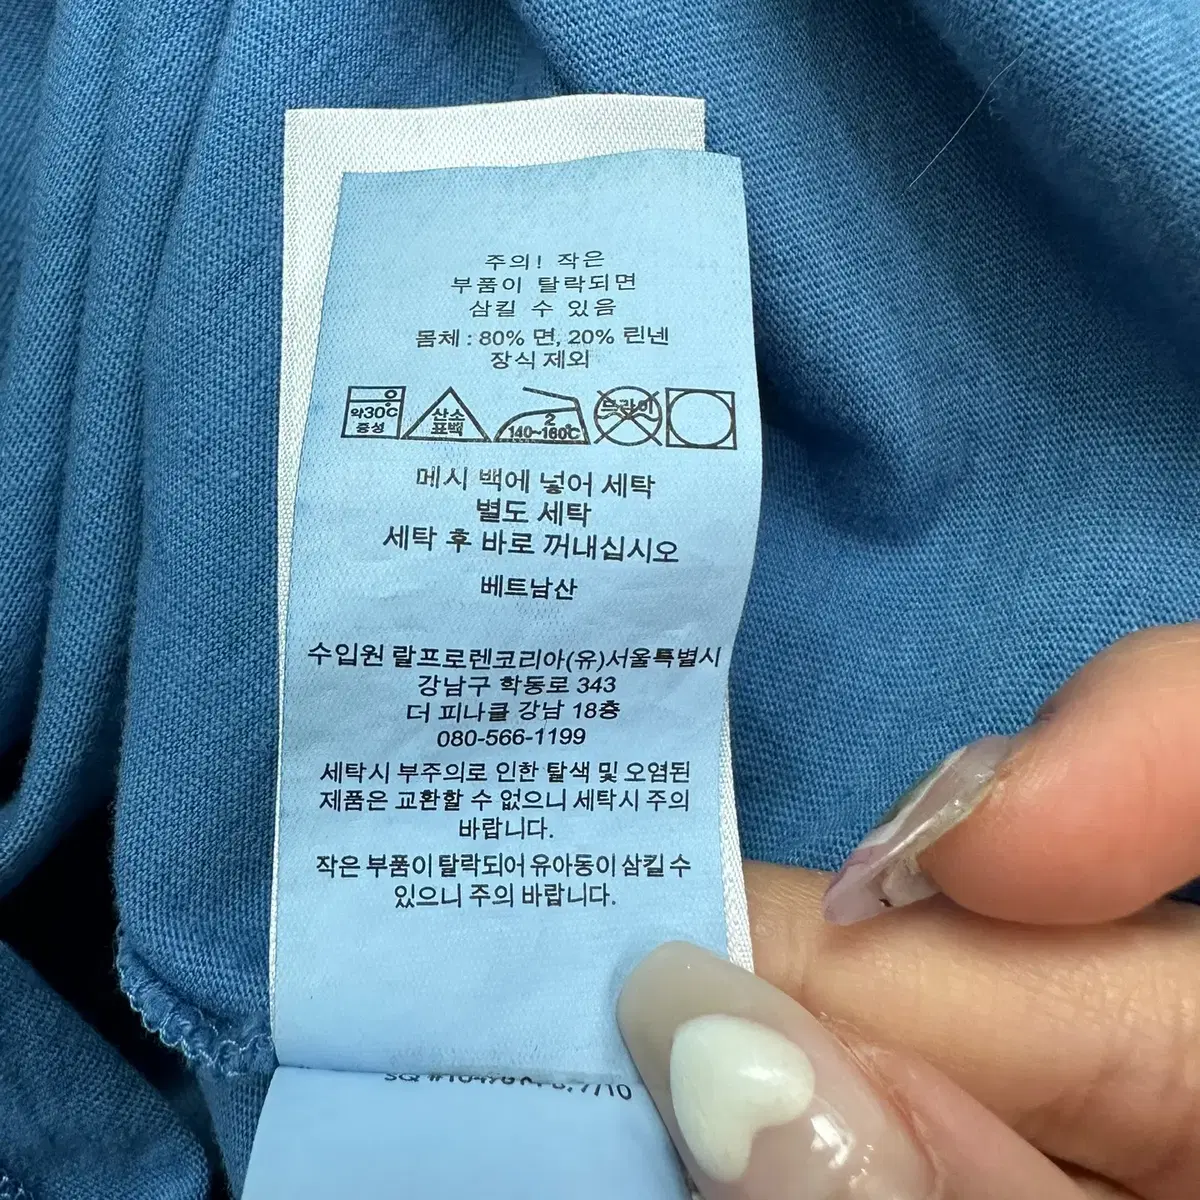 주의! 작은
부품이 탈락되면
삼킬 수 있음
몸체 : 80% 면, 20% 린넨
장식 제외
약30℃
중성
산소
표백
2
140~160℃
드라이
메시 백에 넣어 세탁
별도 세탁
세탁 후 바로 꺼내십시오
베트남산
수입원 랄프로렌코리아(유)서울특별시
강남구 학동로 343
더 피나클 강남 18층
080-566-1199
세탁시 부주의로 인한 탈색 및 오염된
제품은 교환할 수 없으니 세탁시 주의
바랍니다.
작은 부품이 탈락되어 유아동이 삼킬 수
있으니 주의 바랍니다.